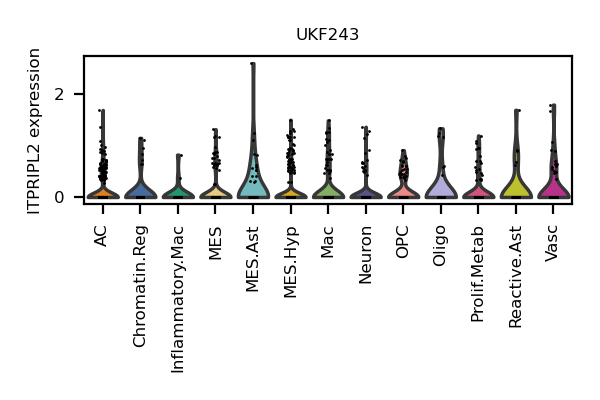 UKF243
ITPRIPL2 expression
2
0
AC
Chromatin.Reg
Inflammatory.Mac
MES
MES.Ast
MES.Hyp
Mac
Neuron
OPC
Oligo
Prolif.Metab
Reactive.Ast
Vasc